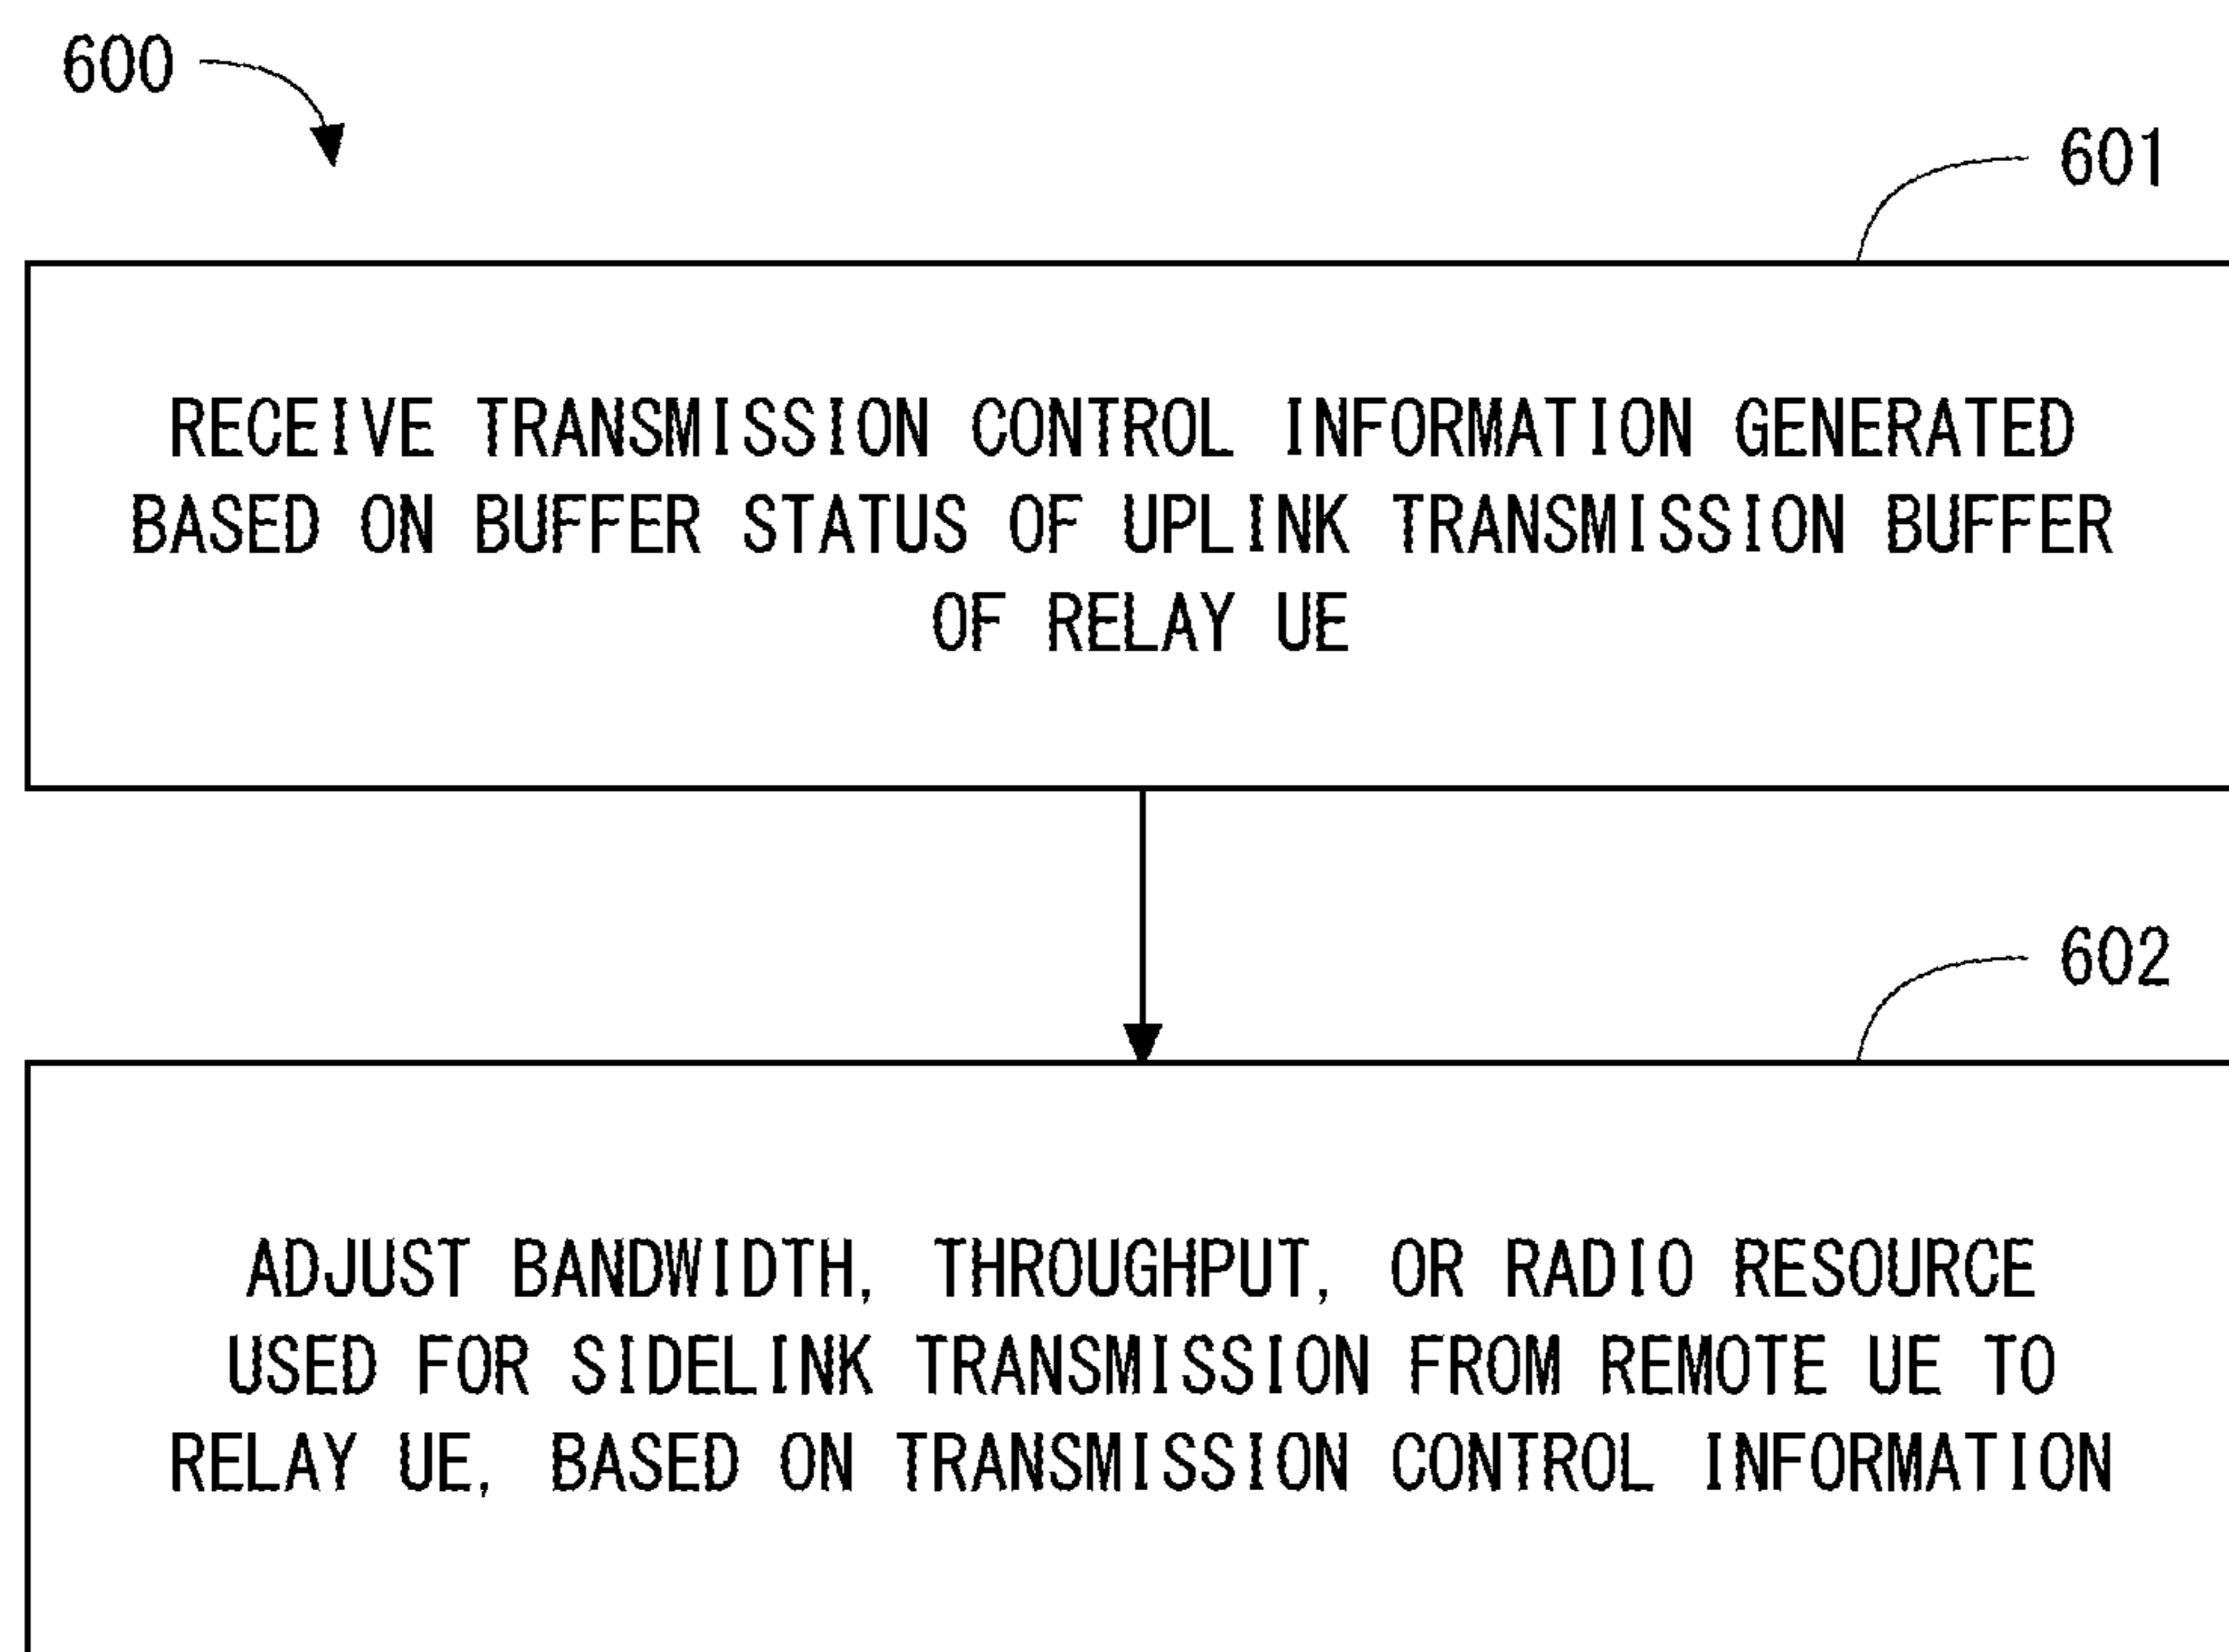 600
601
RECEIVE TRANSMISSION CONTROL INFORMATION GENERATED
BASED ON BUFFER STATUS OF UPLINK TRANSMISSION BUFFER
OF RELAY UE
602
ADJUST BANDWIDTH, THROUGHPUT, OR RADIO RESOURCE
USED FOR SIDELINK TRANSMISSION FROM REMOTE UE TO
RELAY UE, BASED ON TRANSMISSION CONTROL INFORMATION